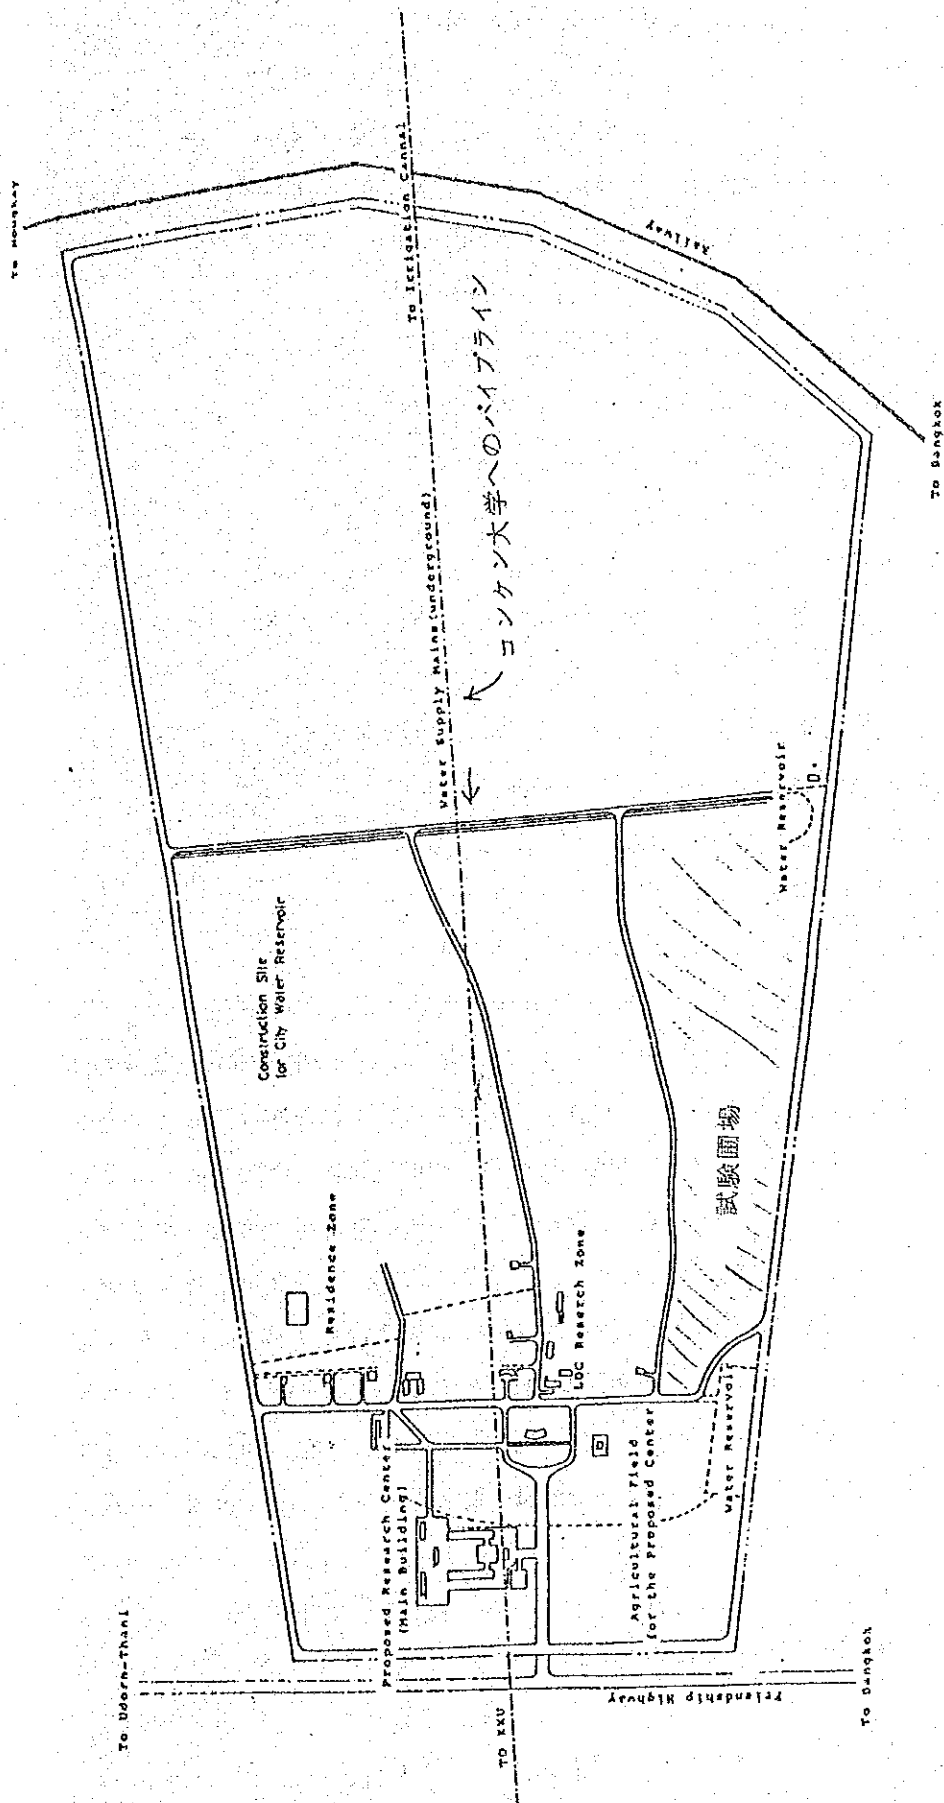 To Nougkay
To Irrigation Cannal
Railway
To Bangkok
Water Supply Mains(underground)
コンケン大学へのパイプライン
Water Reservoir
Construction Site
for City Water Reservoir
試験圃場
Residence Zone
LDC Reserch Zone
Proposed Research Center
(Main Building)
Agricultural Field
for the Proposed Center
Water Reservoir
To Udorn-Thani
TO KKU
Friendship Highway
To Bangkok